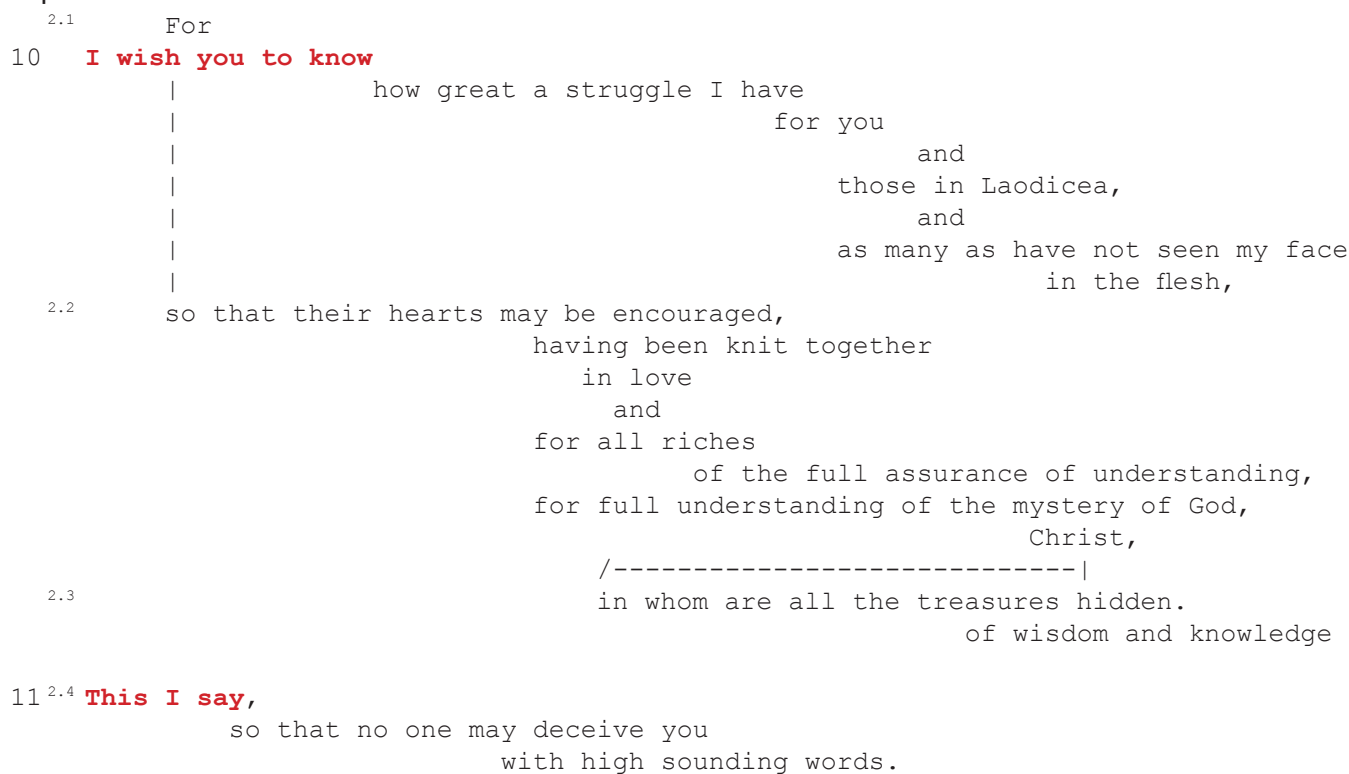 2.1 For
10 I wish you to know
| how great a struggle I have
| for you
| and
| those in Laodicea,
| and
| as many as have not seen my face
| in the flesh,
2.2 so that their hearts may be encouraged,
having been knit together
in love
and
for all riches
of the full assurance of understanding,
for full understanding of the mystery of God,
Christ,
/-----------------------------|
2.3 in whom are all the treasures hidden.
of wisdom and knowledge
11 2.4 This I say,
so that no one may deceive you
with high sounding words.